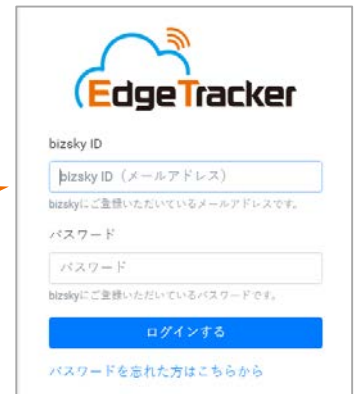 EdgeTracker
bizsky ID
bizsky ID（メールアドレス）
bizskyにご登録いただいているメールアドレスです。
パスワード
パスワード
bizskyにご登録いただいているパスワードです。
ログインする
パスワードを忘れた方はこちらから